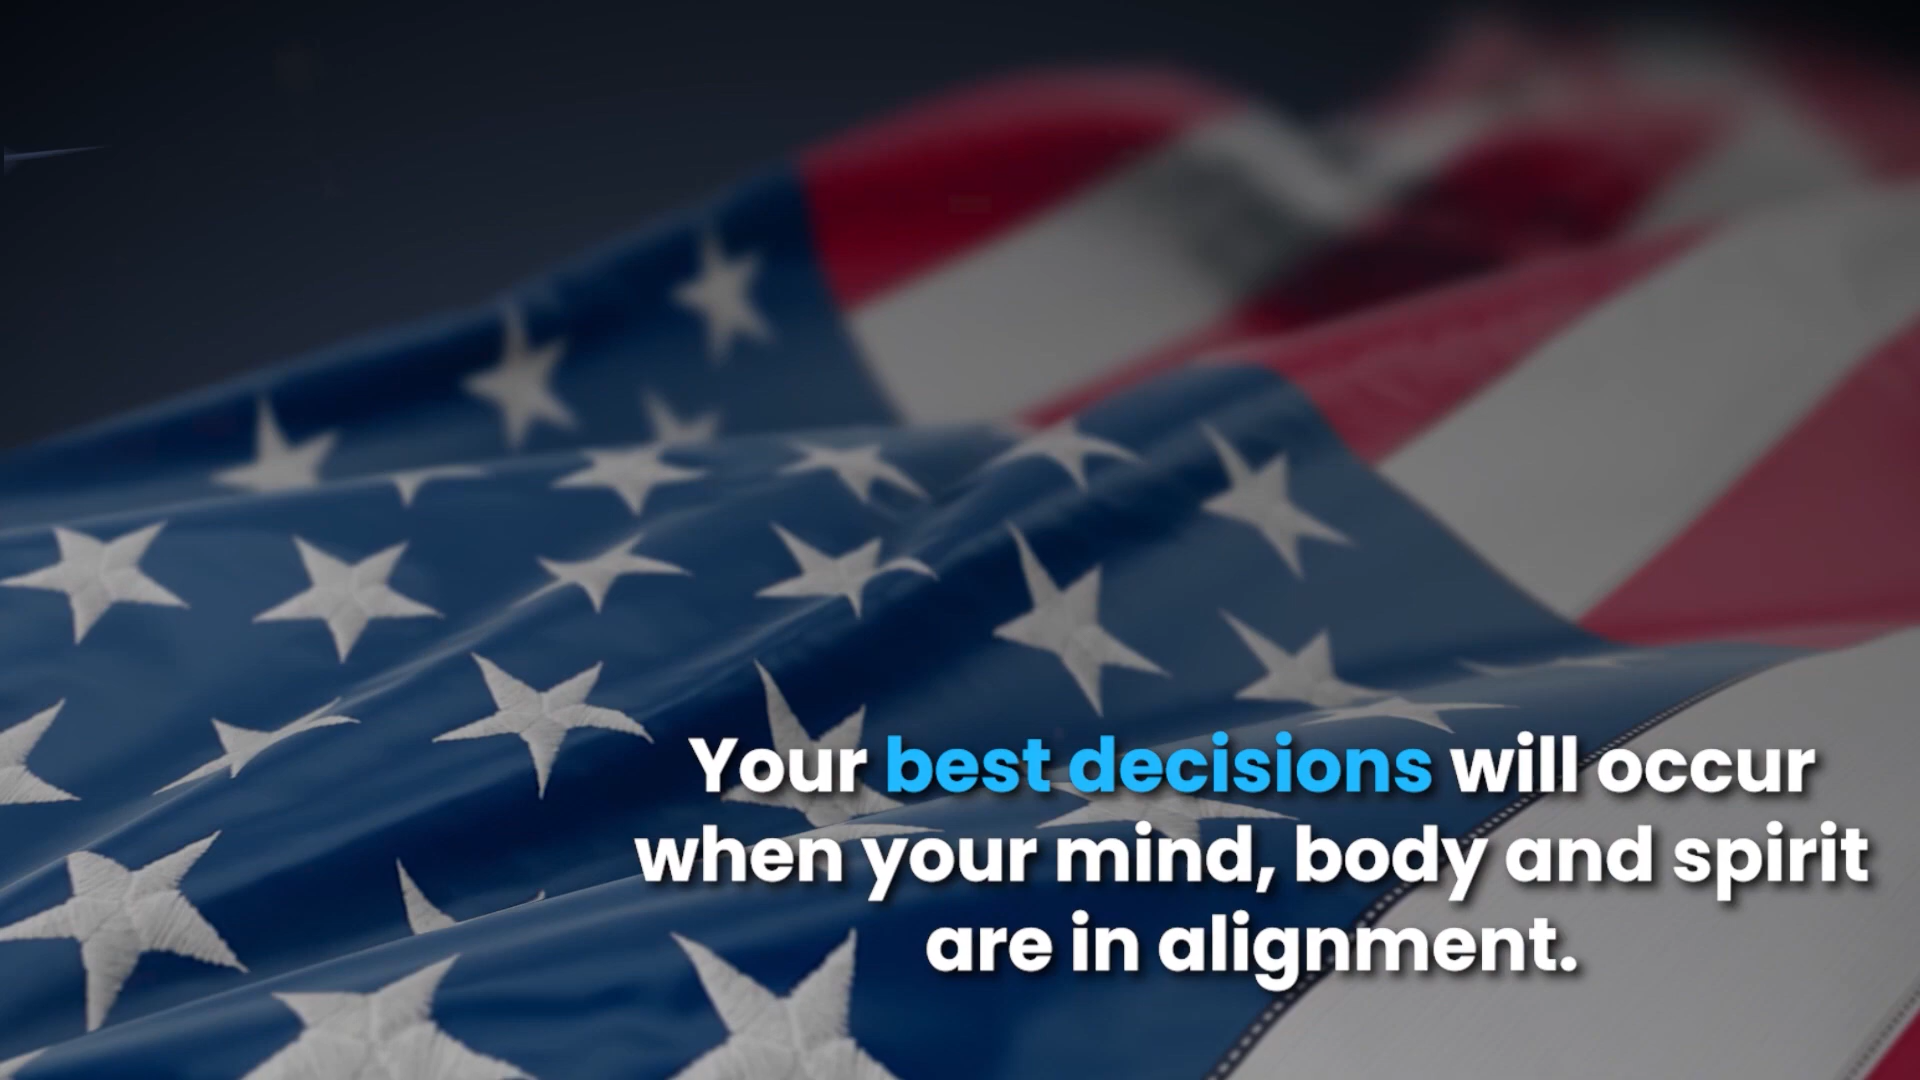 Your best decisions will occur
when your mind, body and spirit
are in alignment.